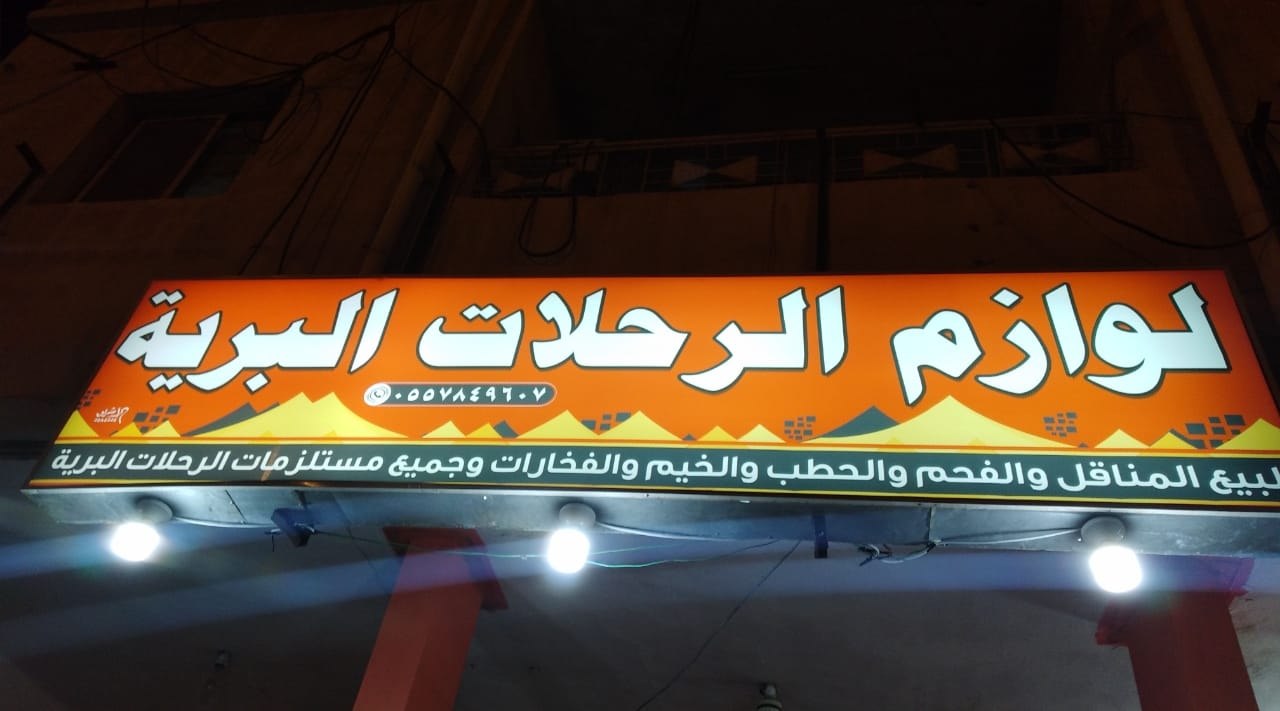 لوازم الرحلات البرية
٠٥٥٧٨٤٩٦٠٧
لبيع المناقل والفحم والحطب والخيم والفخارات وجميع مستلزمات الرحلات البرية